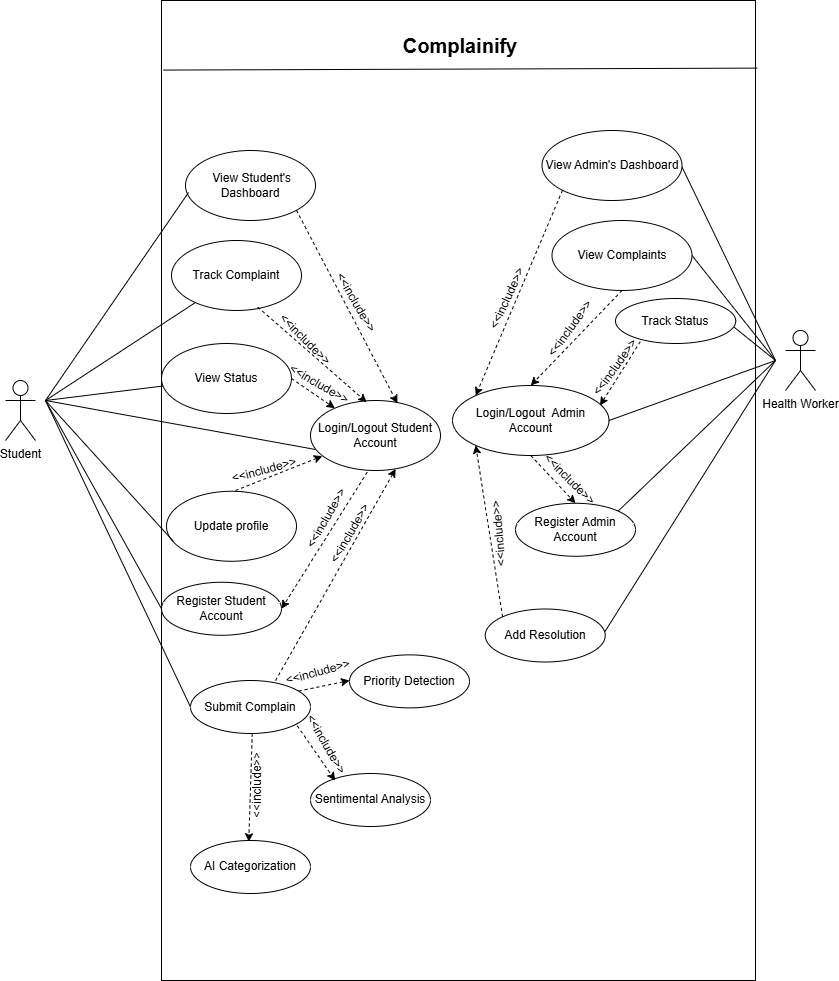 Complainify
View Student's
Dashboard
View Admin's Dashboard
<<include>>
<<include>>
Track Complaint
View Complaints
<<include>>
<<include>>
Track Status
View Status
<<include>>
<<include>>
Student
Health Worker
Login/Logout Student
Account
Login/Logout Admin
Account
<<include>>
<<include>>
<<include>>
<<include>>
<<include>>
Update profile
Register Admin
Account
Register Student
Account
Add Resolution
<<include>>
Priority Detection
Submit Complain
<<include>>
<<include>>
Sentimental Analysis
AI Categorization